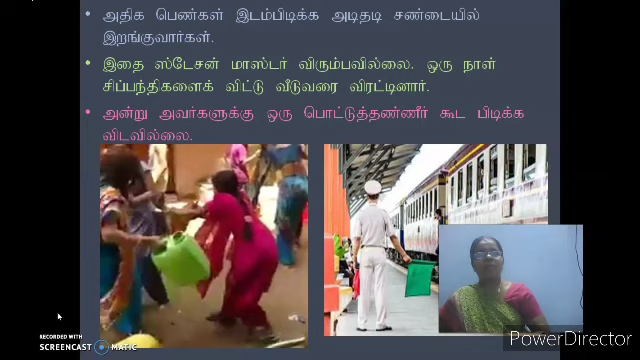 அதிக பெண்கள் இடம்பிடிக்க அடிதடி சண்டையில்
இறங்குவார்கள்.
இதை ஸ்டேசன் மாஸ்டர் விரும்பவில்லை. ஒரு நாள்
சிப்பந்திகளைக் விட்டு வீடுவரை விரட்டினார்.
அன்று அவர்களுக்கு ஒரு பொட்டுத்தண்ணீர் கூட பிடிக்க
விடவில்லை.
RECORDED WITH
SCREENCAST MATIC
PowerDirector